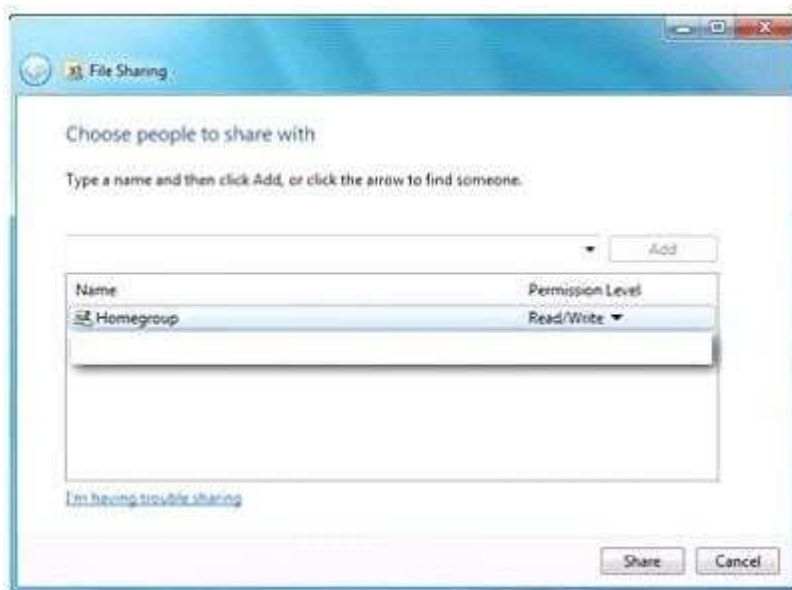 File Sharing
Choose people to share with
Type a name and then click Add, or click the arrow to find someone.
Add
Name Permission Level
Homegroup Read/Write
I'm having trouble sharing
Share Cancel